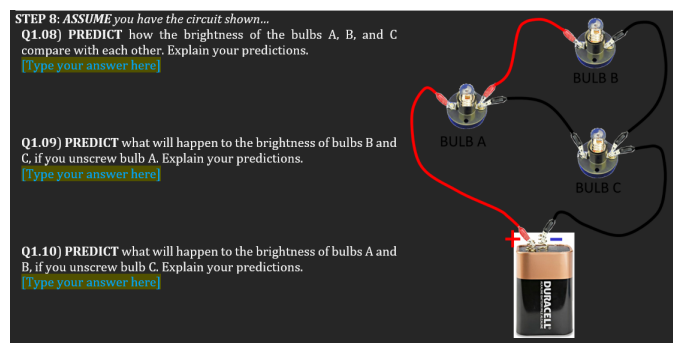 STEP 8: ASSUME you have the circuit shown…
Q1.08) PREDICT how the brightness of the bulbs A, B, and C
compare with each other. Explain your predictions.
[Type your answer here]
Q1.09) PREDICT what will happen to the brightness of bulbs B and
C, if you unscrew bulb A. Explain your predictions.
[Type your answer here]
Q1.10) PREDICT what will happen to the brightness of bulbs A and
B, if you unscrew bulb C. Explain your predictions.
[Type your answer here]
BULB B
BULB A
BULB C
+ –
DURACELL